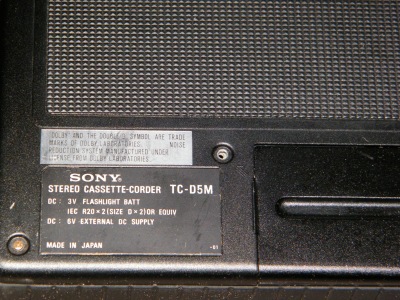 "DOLBY" AND THE DOUBLE-D SYMBOL ARE TRADE
MARKS OF DOLBY LABORATORIES. NOISE
REDUCTION SYSTEM MANUFACTURED UNDER
LICENSE FROM DOLBY LABORATORIES.
SONY
STEREO CASSETTE-CORDER TC-D5M
DC: 3V FLASHLIGHT BATT
IEC R20×2(SIZE D×2)OR EQUIV
DC: 6V EXTERNAL DC SUPPLY
MADE IN JAPAN
-01